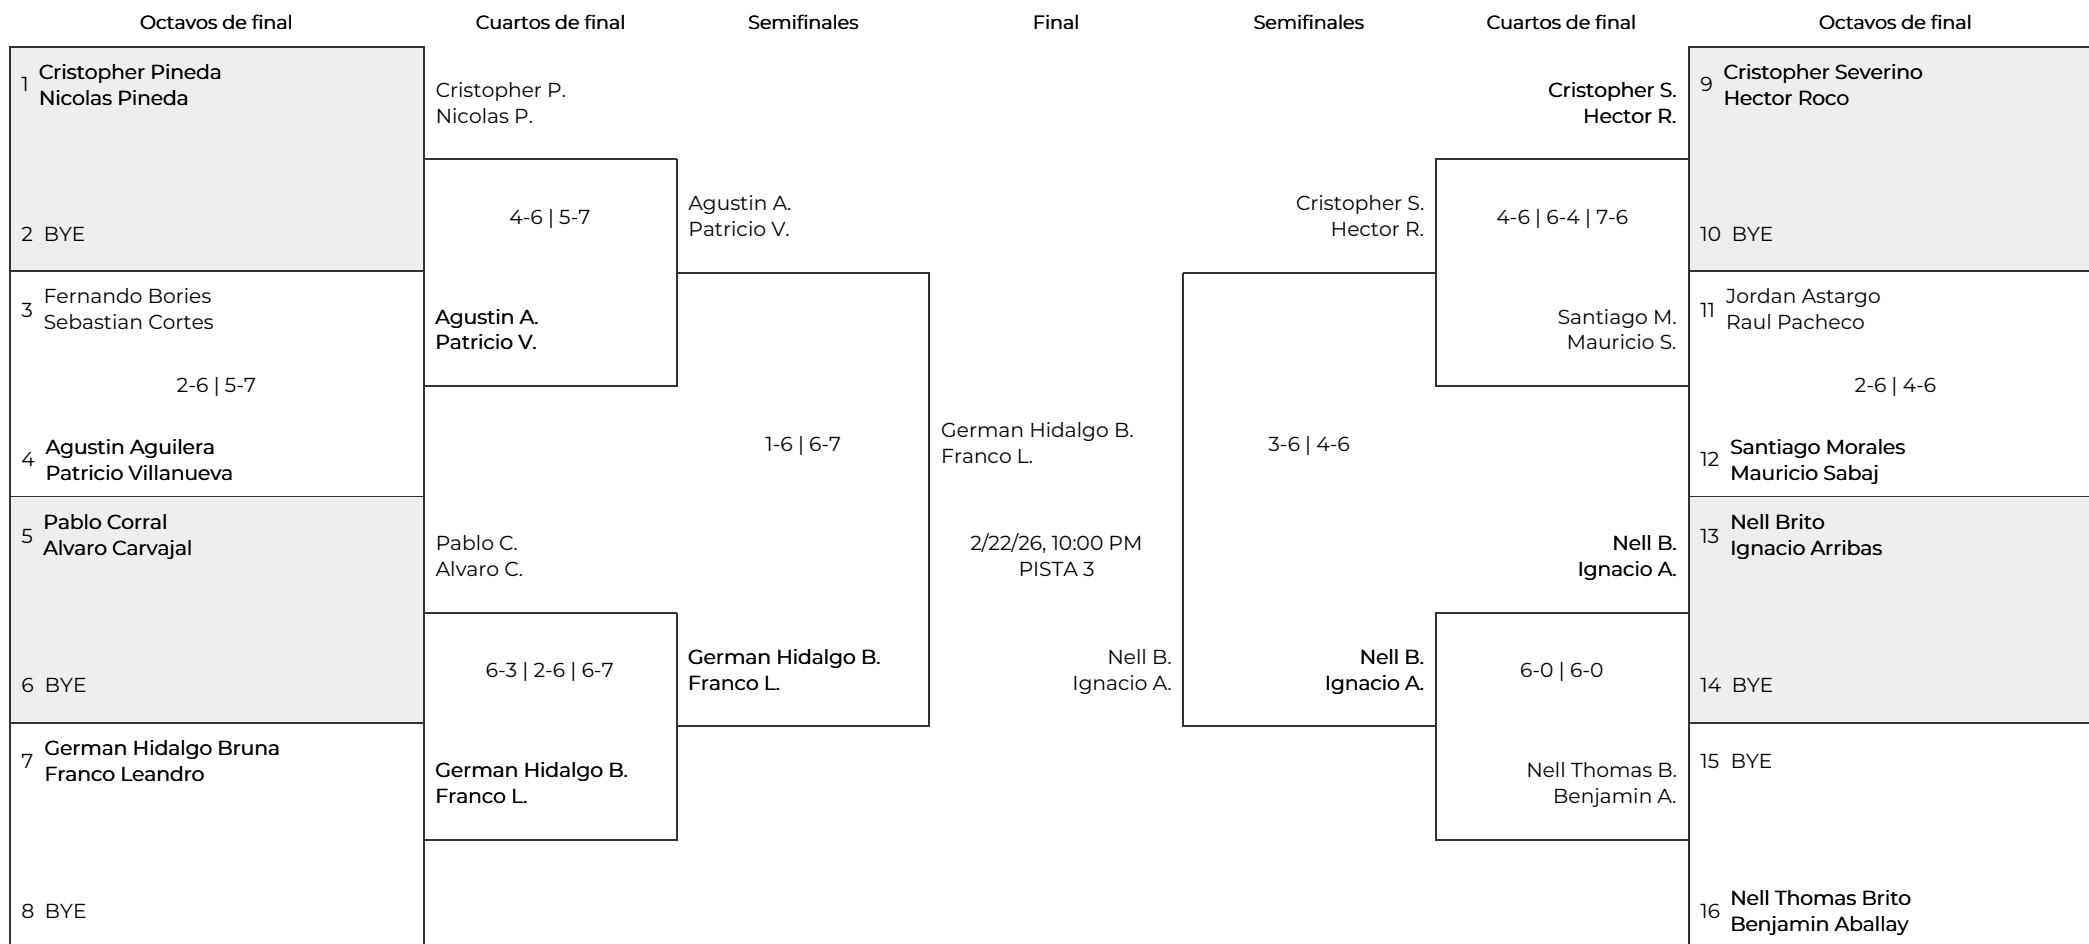 Octavos de final
Cuartos de final
Semifinales
Final
Semifinales
Cuartos de final
Octavos de final
1
Cristopher Pineda
Nicolas Pineda
2 BYE
3
Fernando Bories
Sebastian Cortes
2-6 | 5-7
4
Agustin Aguilera
Patricio Villanueva
5
Pablo Corral
Alvaro Carvajal
6 BYE
7
German Hidalgo Bruna
Franco Leandro
8 BYE
Cristopher P.
Nicolas P.
4-6 | 5-7
Agustin A.
Patricio V.
Pablo C.
Alvaro C.
6-3 | 2-6 | 6-7
German Hidalgo B.
Franco L.
Agustin A.
Patricio V.
1-6 | 6-7
German Hidalgo B.
Franco L.
German Hidalgo B.
Franco L.
2/22/26, 10:00 PM
PISTA 3
Nell B.
Ignacio A.
Cristopher S.
Hector R.
3-6 | 4-6
Nell B.
Ignacio A.
Cristopher S.
Hector R.
4-6 | 6-4 | 7-6
Santiago M.
Mauricio S.
Nell B.
Ignacio A.
6-0 | 6-0
Nell Thomas B.
Benjamin A.
9
Cristopher Severino
Hector Roco
10 BYE
11
Jordan Astargo
Raul Pacheco
2-6 | 4-6
12
Santiago Morales
Mauricio Sabaj
13
Nell Brito
Ignacio Arribas
14 BYE
15 BYE
16
Nell Thomas Brito
Benjamin Aballay